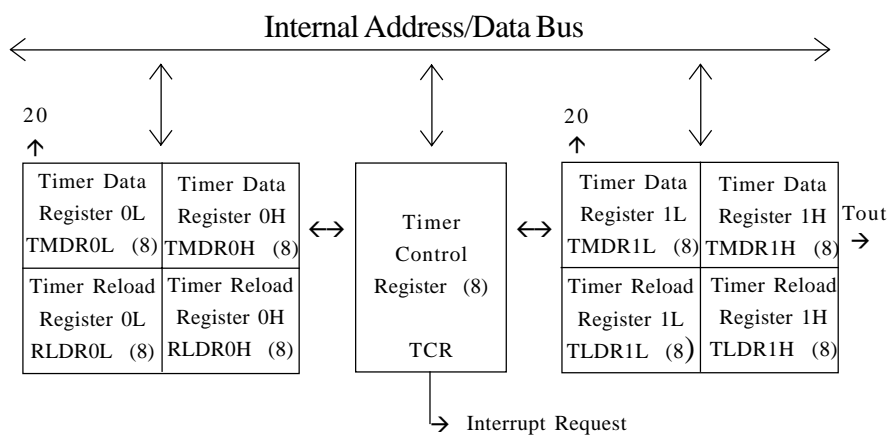 Internal Address/Data Bus
20
Timer Data
Register 0L
TMDR0L (8)
Timer Data
Register 0H
TMDR0H (8)
Timer Reload
Register 0L
RLDR0L (8)
Timer Reload
Register 0H
RLDR0H (8)
Timer
Control
Register (8)
TCR
Interrupt Request
20
Timer Data
Register 1L
TMDR1L (8)
Timer Data
Register 1H
TMDR1H (8)
Timer Reload
Register 1L
TLDR1L (8)
Timer Reload
Register 1H
TLDR1H (8)
Tout